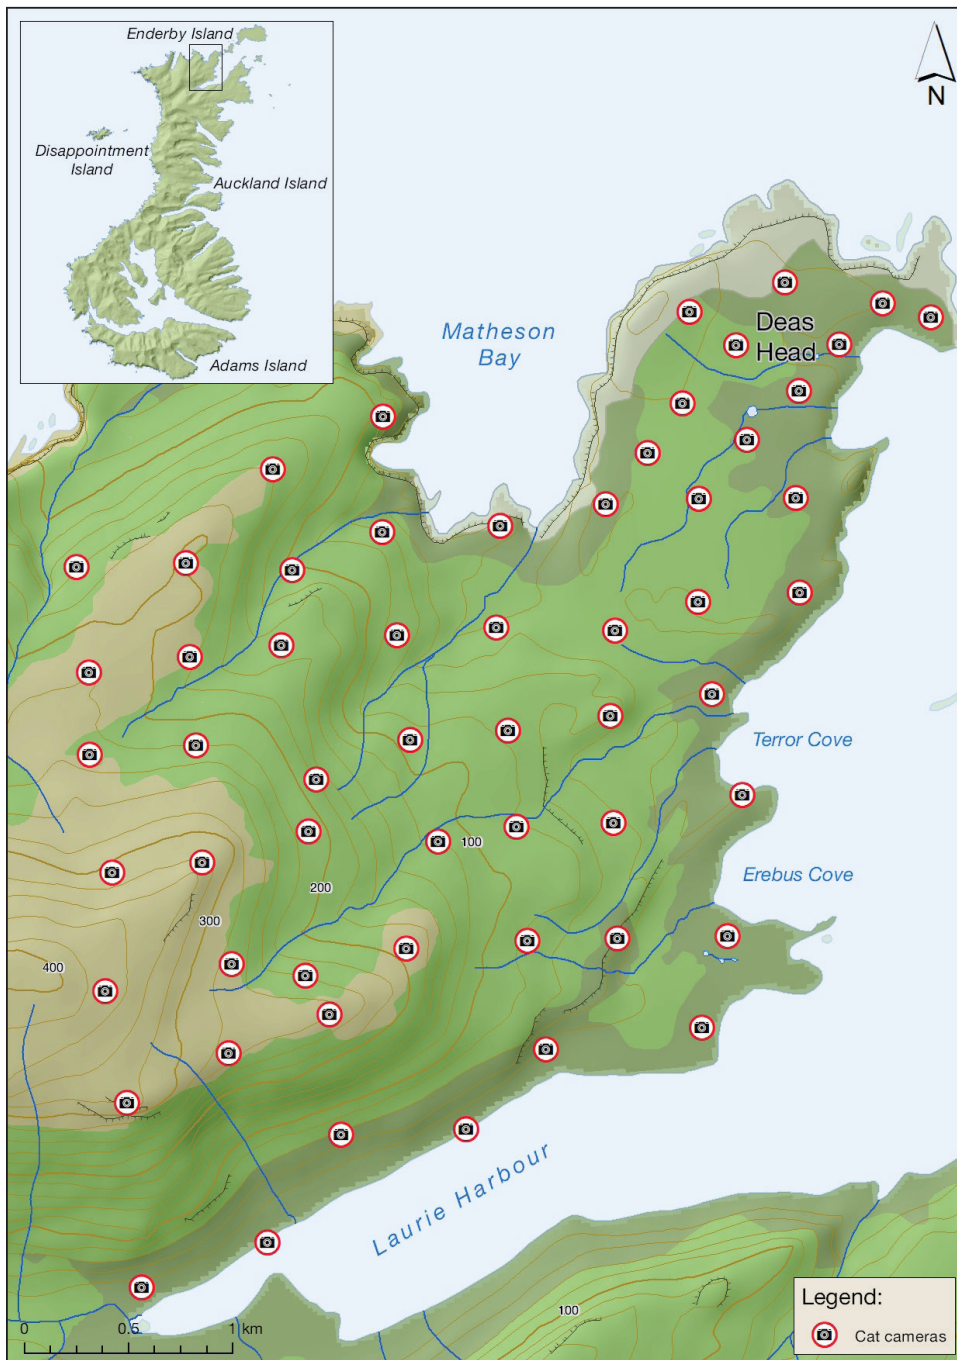 Enderby Island
Disappointment
Island
Auckland Island
Adams Island
N
Matheson
Bay
Deas
Head
Terror Cove
Erebus Cove
100
200
300
400
Laurie Harbour
100
0
0.5
1 km
Legend:
Cat cameras